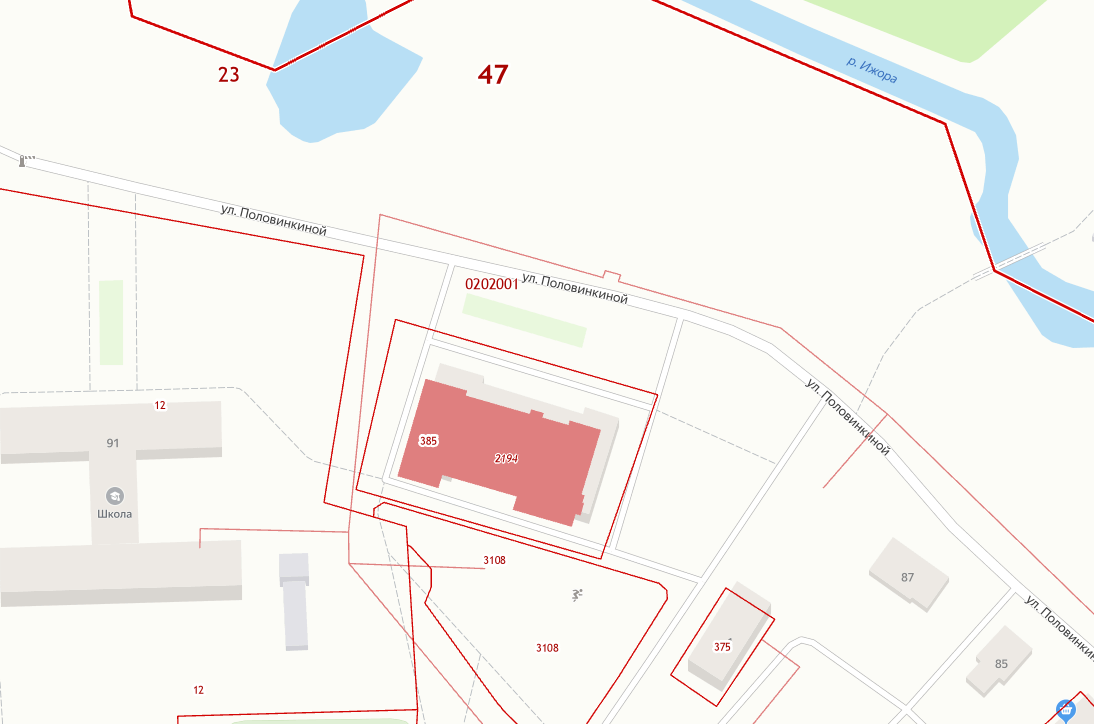 р. Ижора
23
47
ул. Половинкиной
0202001
ул. Половинкиной
ул. Половинкиной
12
91
385
2194
Школа
3108
87
ул. Половинкин
3108
375
85
12